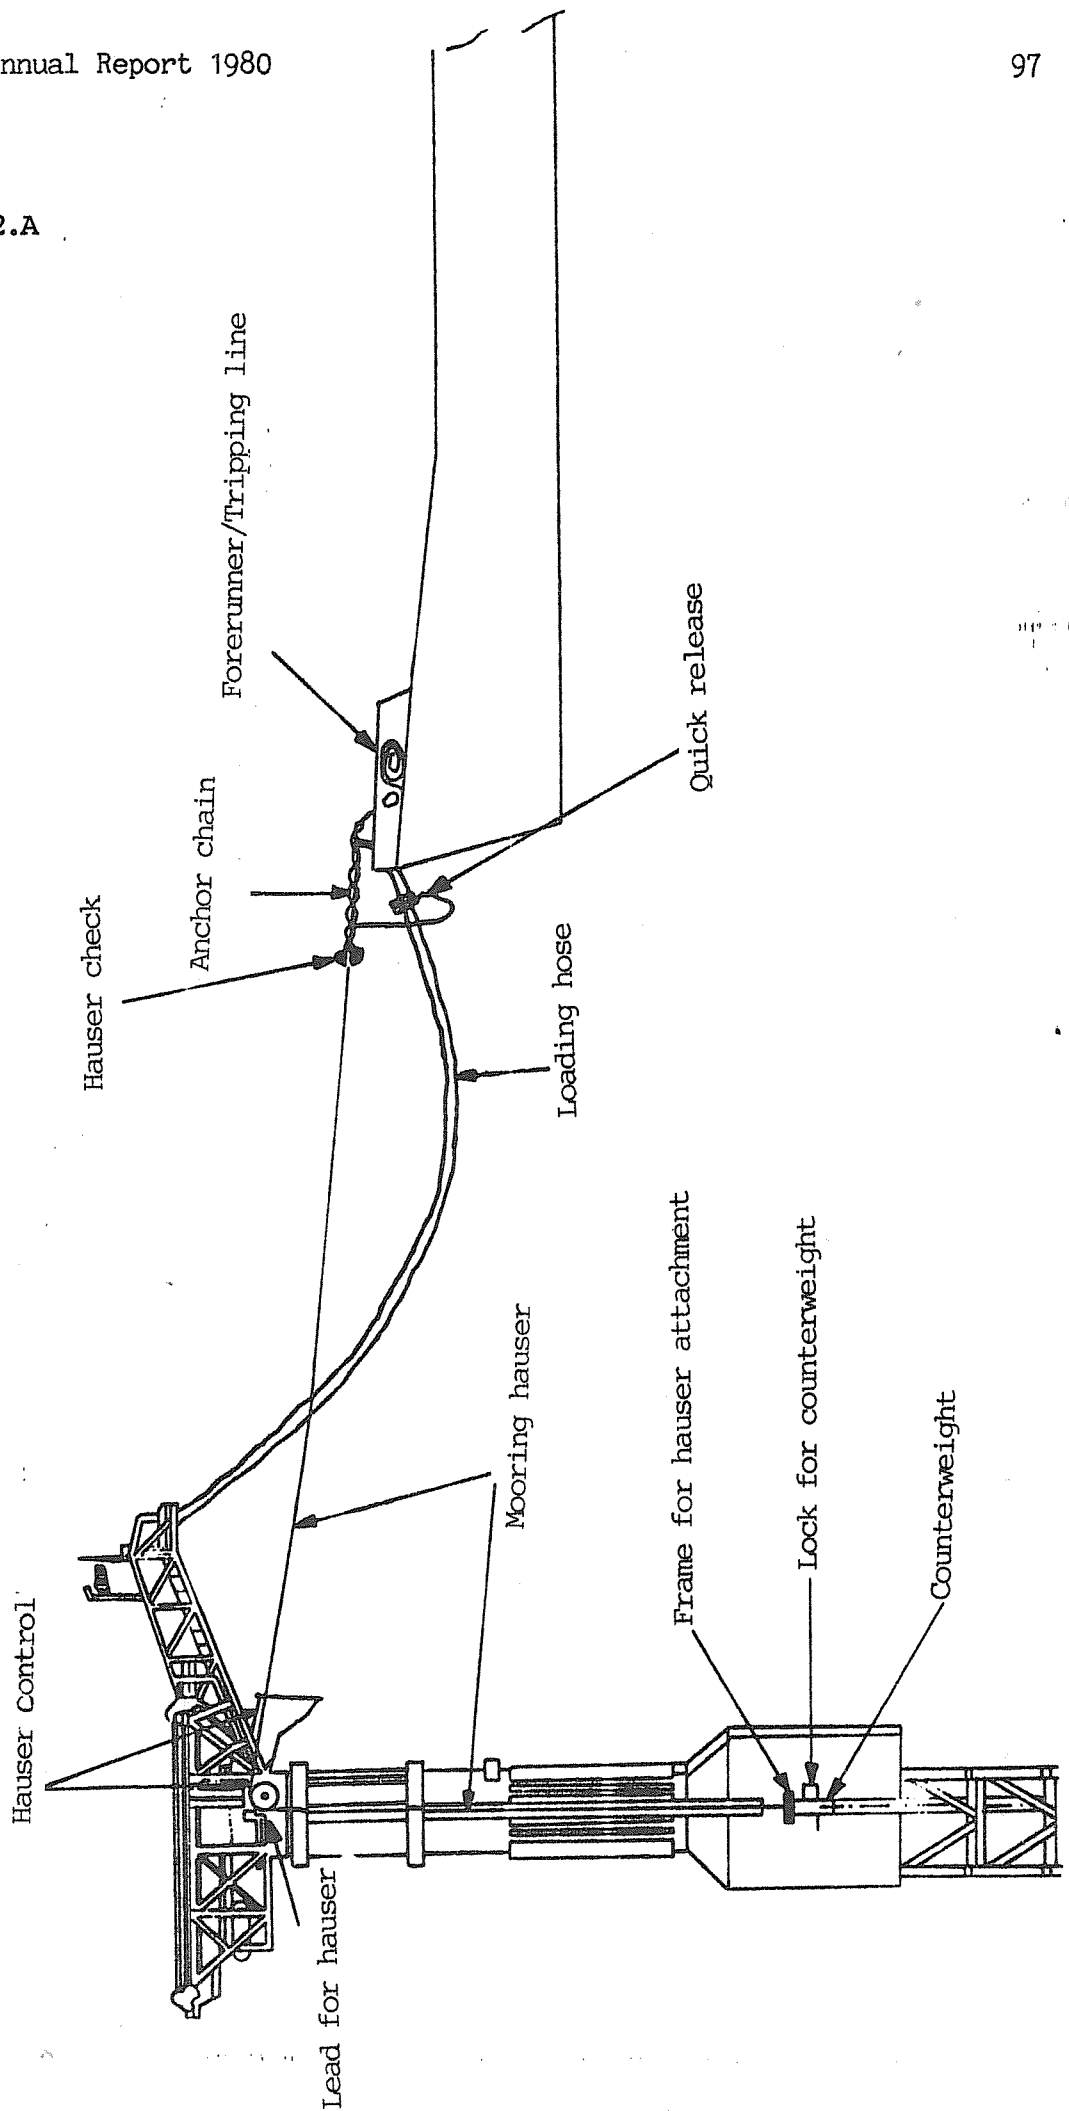 nnual Report 1980
97
2.A
Hauser control
Lead for hauser
Hauser check
Anchor chain
Forerunner/Tripping line
Mooring hauser
Loading hose
Quick release
Frame for hauser attachment
Lock for counterweight
Counterweight